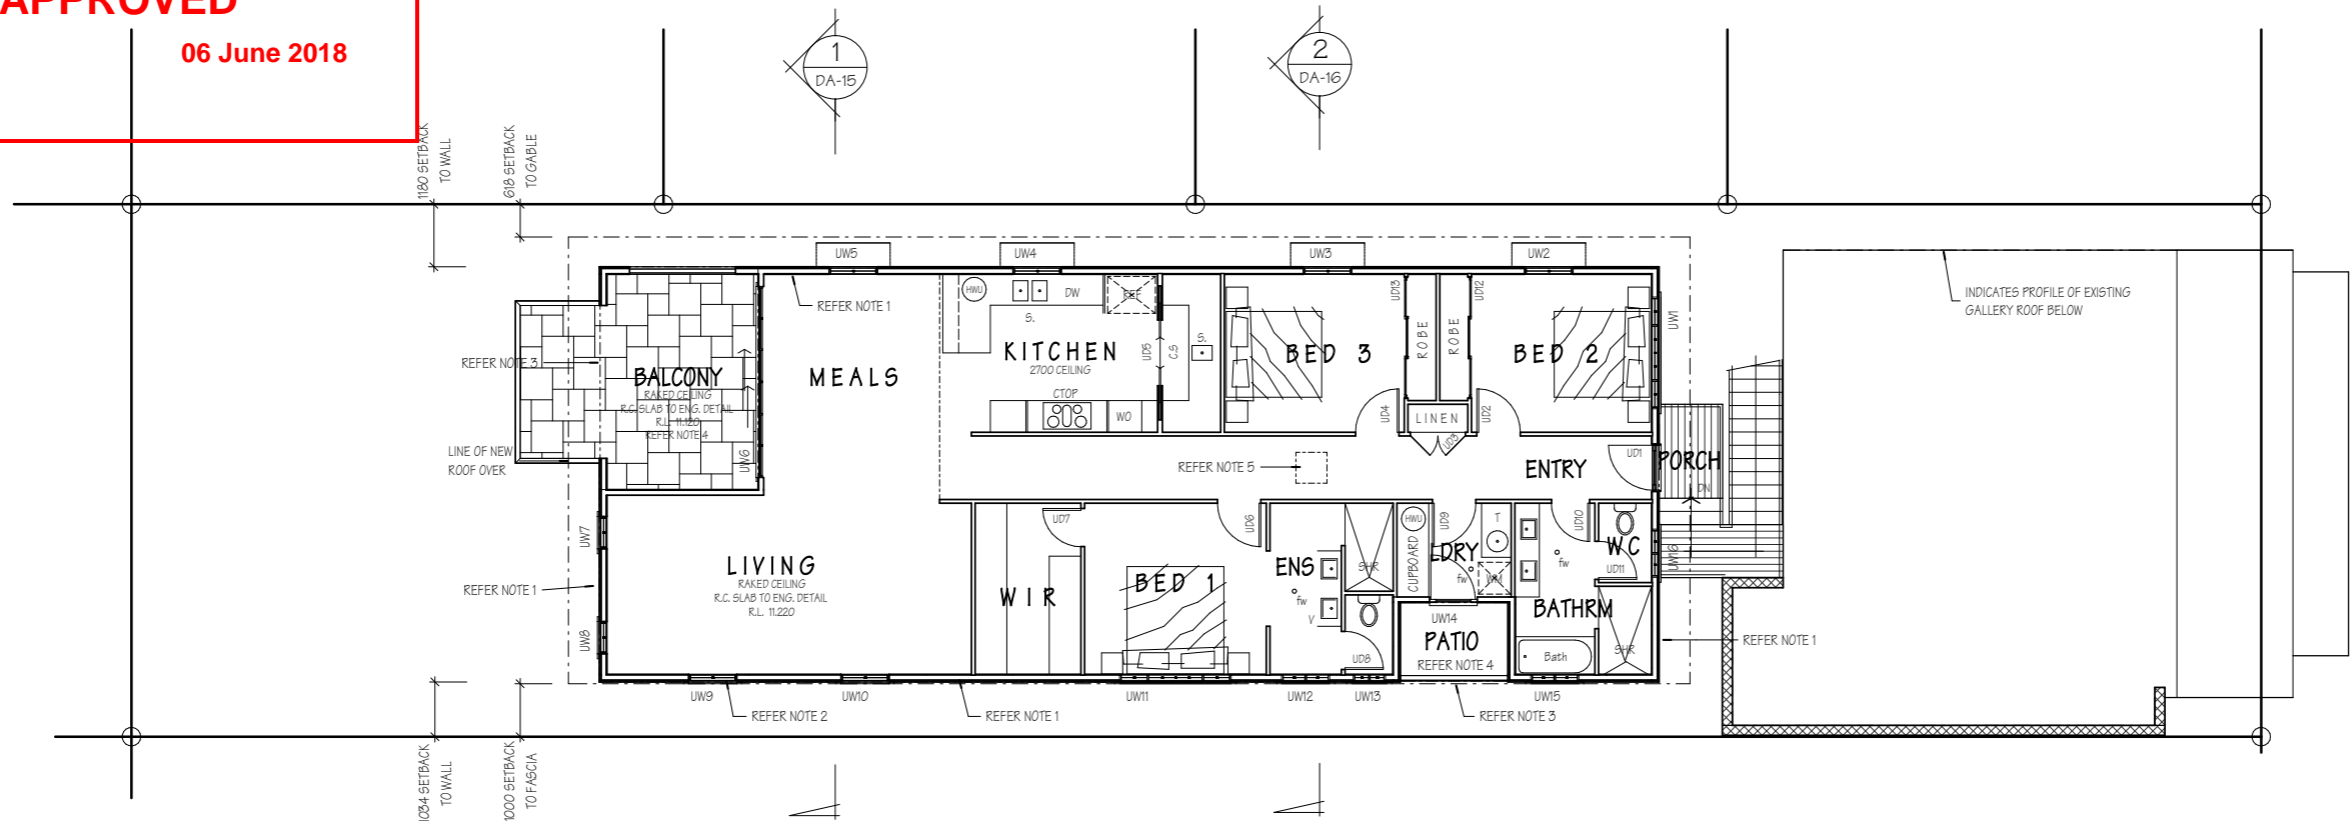 APPROVED
06 June 2018
1
DA-15
2
DA-16
1180 SETBACK
TO WALL
618 SETBACK
TO GABLE
UW5
UW4
UW3
UW2
REFER NOTE 1
HWU
DW
REF
S.
KITCHEN
2700 CEILING
CTOP
WO
UD5
C.S
S.
BED 3
UD13
ROBE
ROBE
UD12
BED 2
UW1
INDICATES PROFILE OF EXISTING
GALLERY ROOF BELOW
REFER NOTE 3
BALCONY
RAKED CEILING
R.C. SLAB TO ENG. DETAIL
R.L. 11.120
REFER NOTE 4
MEALS
UD4
LINEN
UD2
UD3
LINE OF NEW
ROOF OVER
UW6
REFER NOTE 5
ENTRY
UD1
PORCH
DN
UW7
UD7
UD6
HWU
UD9
T
UD10
WC
UW16
LIVING
RAKED CEILING
R.C. SLAB TO ENG. DETAIL
R.L. 11.220
REFER NOTE 1
WIR
BED 1
ENS
fw
V
SHR
CUPBOARD
LDRY
fw
WM
fw
UD11
BATHRM
UW8
UD8
UW14
PATIO
REFER NOTE 4
Bath
SHR
REFER NOTE 1
UW9
UW10
UW11
UW12
UW13
UW15
REFER NOTE 2
REFER NOTE 1
REFER NOTE 3
1034 SETBACK
TO WALL
1000 SETBACK
TO FASCIA